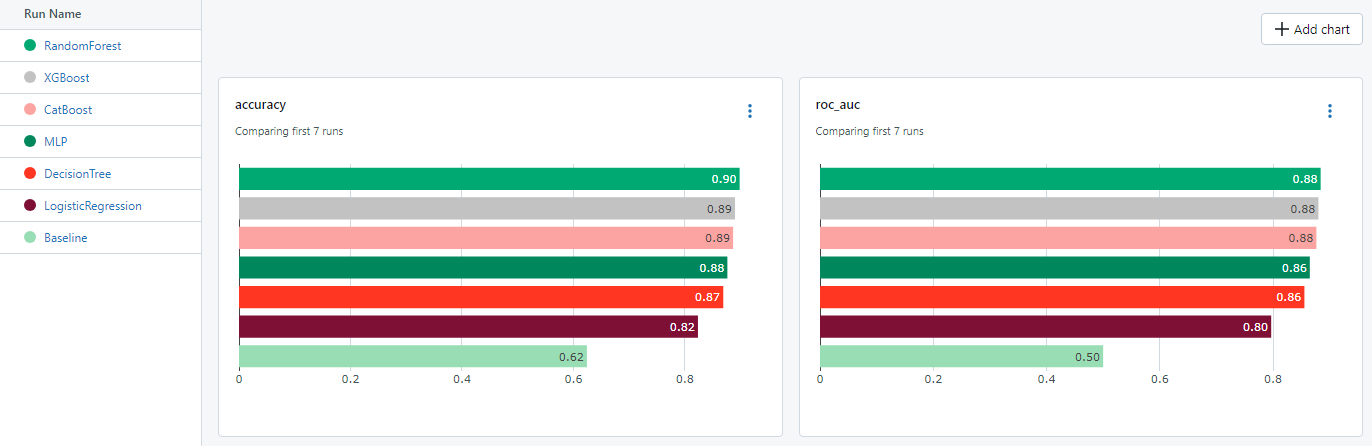 Run Name
RandomForest
XGBoost
CatBoost
MLP
DecisionTree
LogisticRegression
Baseline
+ Add chart
accuracy
Comparing first 7 runs
0.90
0.89
0.89
0.88
0.87
0.82
0.62
0 0.2 0.4 0.6 0.8
roc_auc
Comparing first 7 runs
0.88
0.88
0.88
0.86
0.86
0.80
0.50
0 0.2 0.4 0.6 0.8